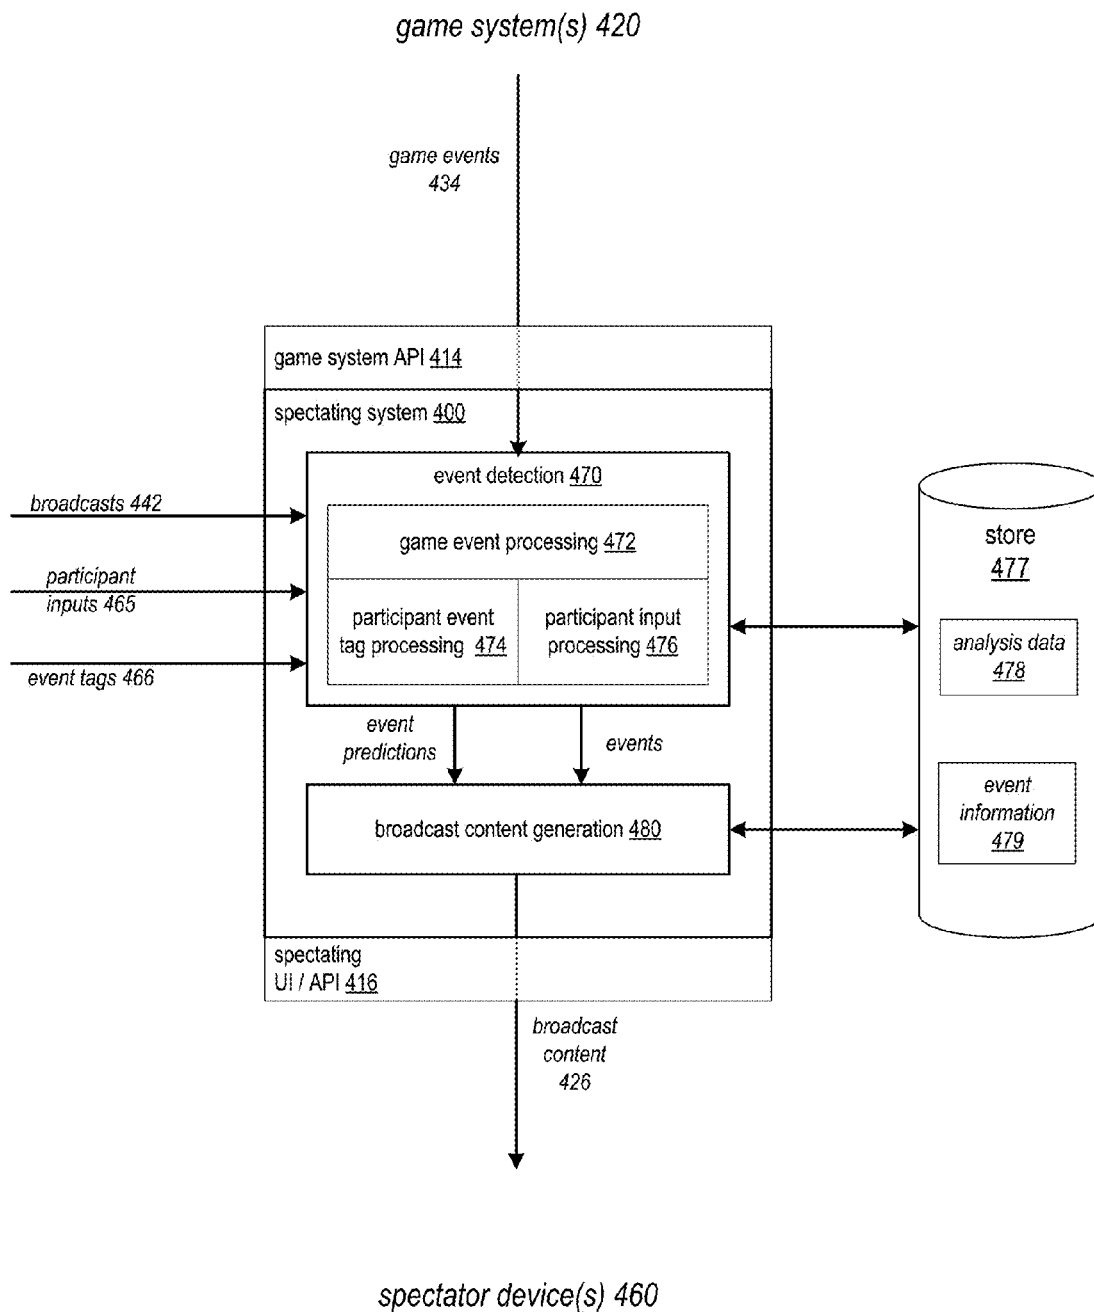 game system(s) 420
game events
434
game system API 414
spectating system 400
event detection 470
broadcasts 442
game event processing 472
participant
inputs 465
participant event
tag processing 474
participant input
processing 476
event tags 466
store
477
analysis data
478
event
predictions
events
event
information
479
broadcast content generation 480
spectating
UI / API 416
broadcast
content
426
spectator device(s) 460